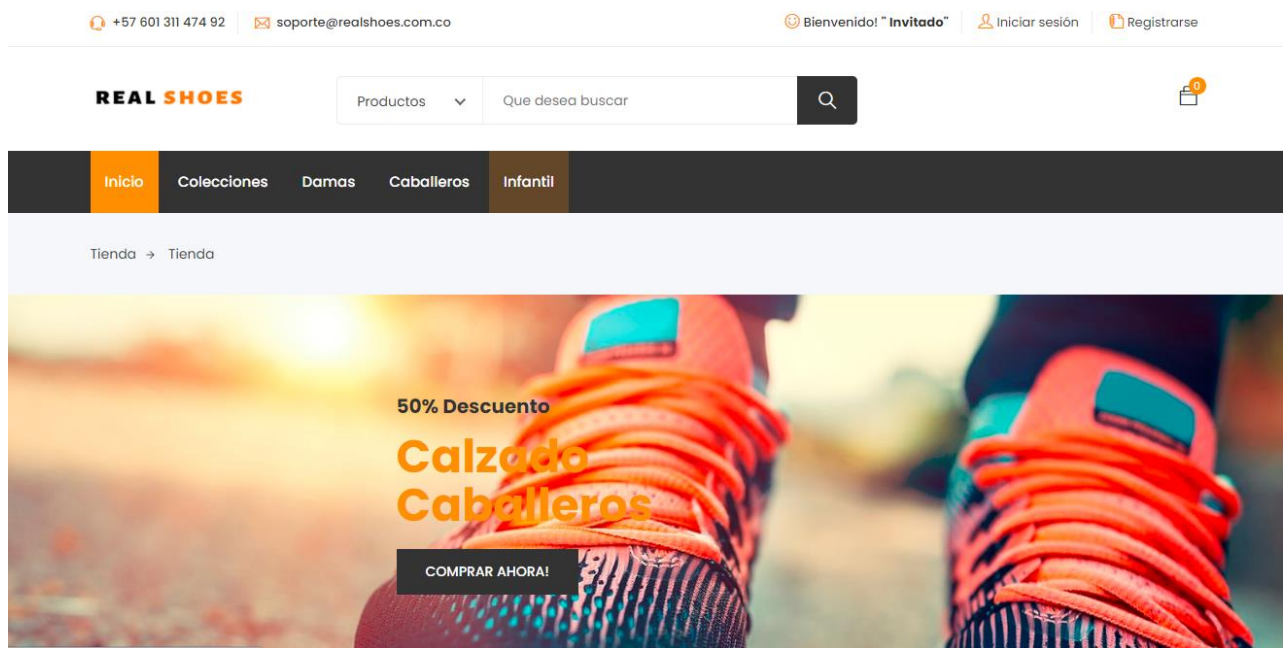 +57 601 311 474 92 soporte@realshoes.com.co Bienvenido! " Invitado" Iniciar sesión Registrarse
REAL SHOES Productos Que desea buscar 0
Inicio Colecciones Damas Caballeros Infantil
Tienda → Tienda
50% Descuento
Calzado
Caballeros
COMPRAR AHORA!